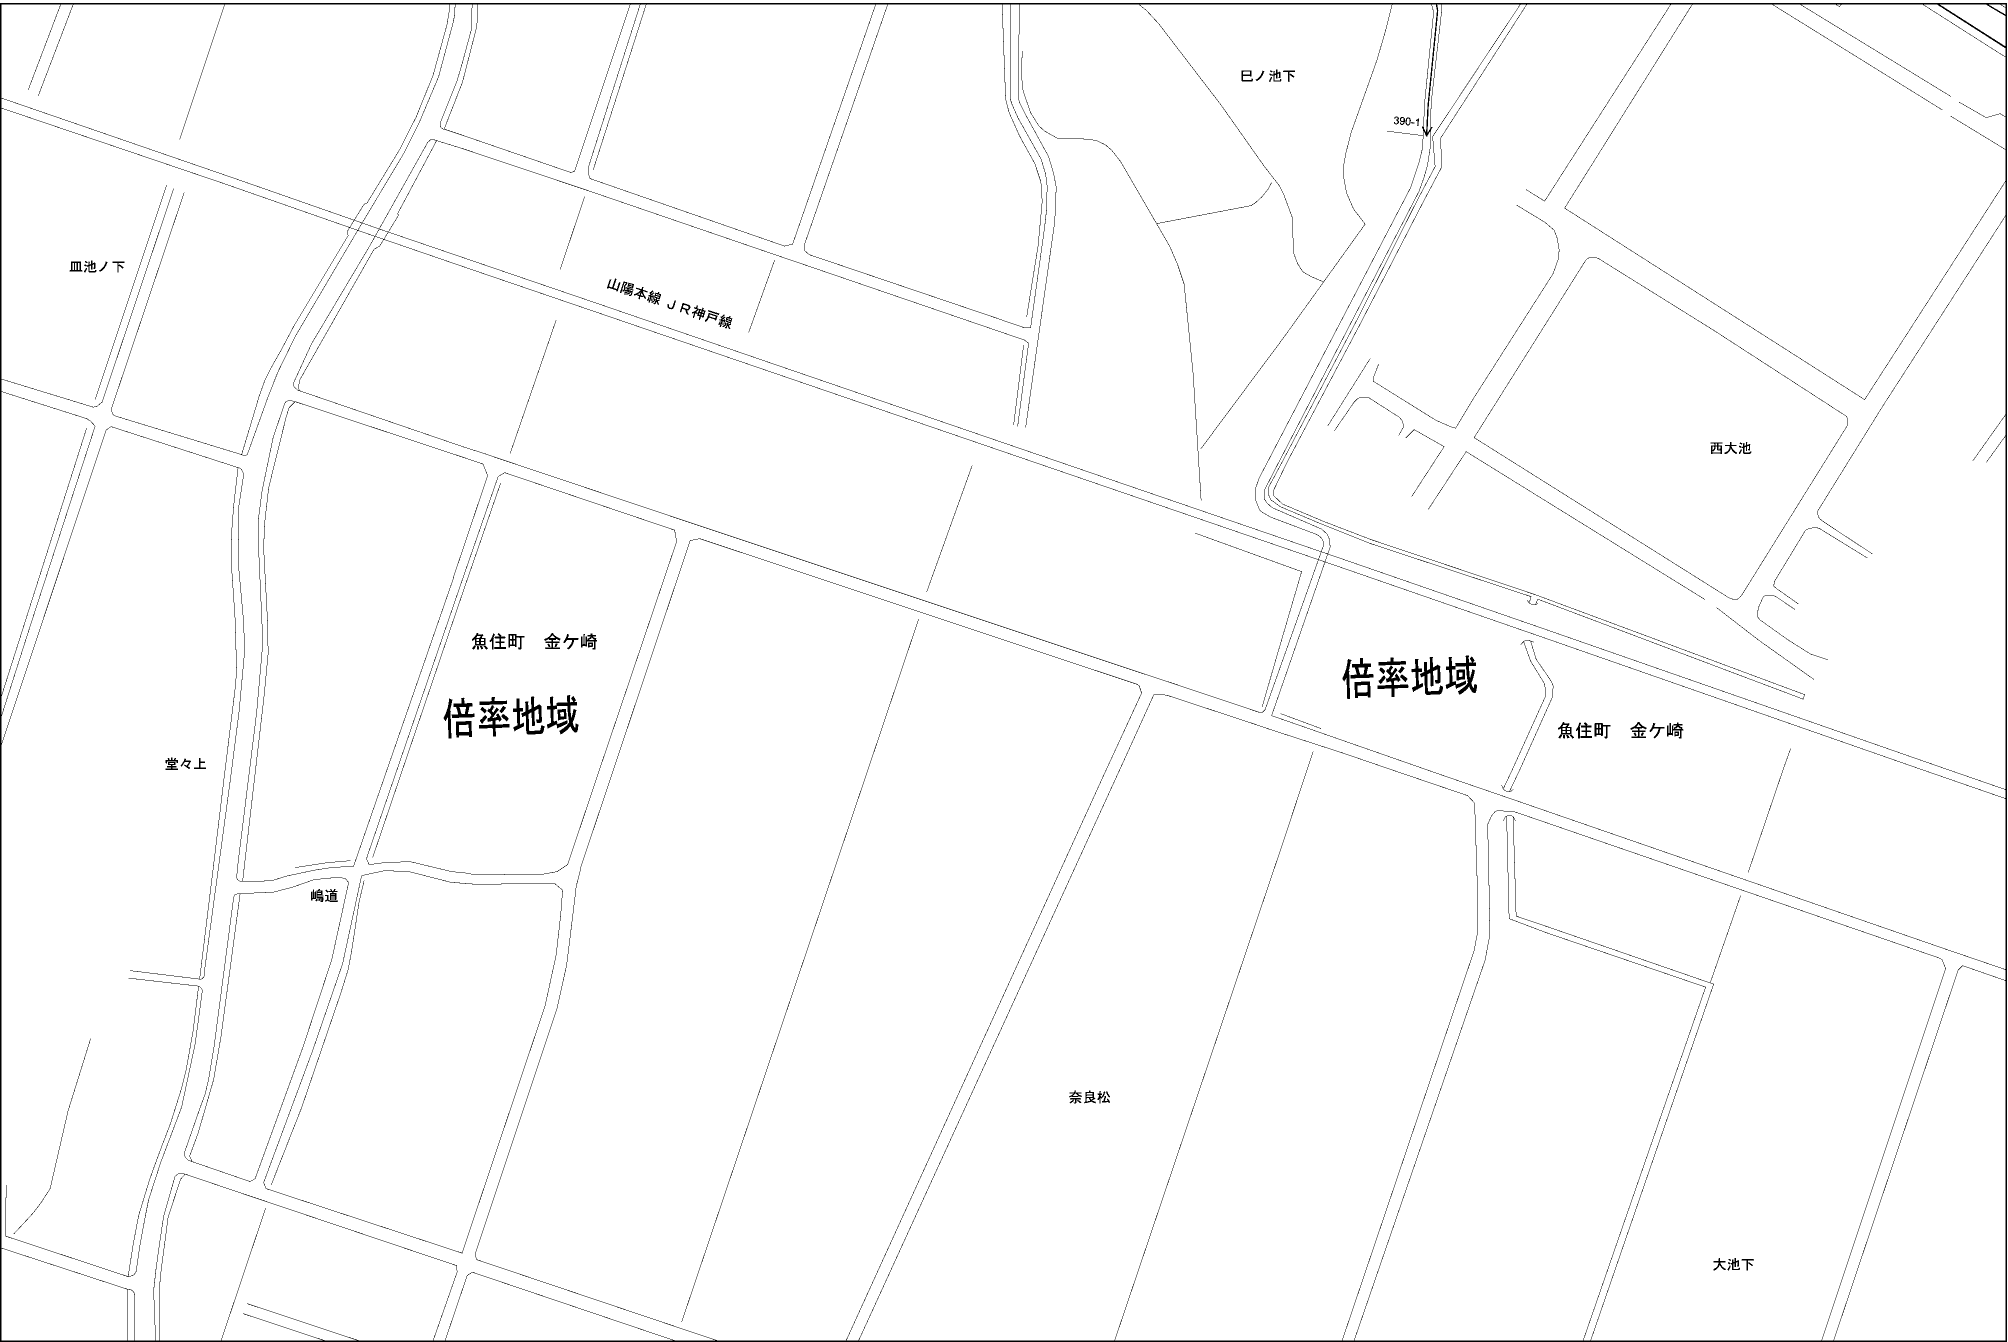 巳ノ池下
390-1
皿池ノ下
山陽本線 ＪＲ神戸線
西大池
魚住町　金ケ崎
倍率地域
倍率地域
魚住町　金ケ崎
堂々上
嶋道
奈良松
大池下